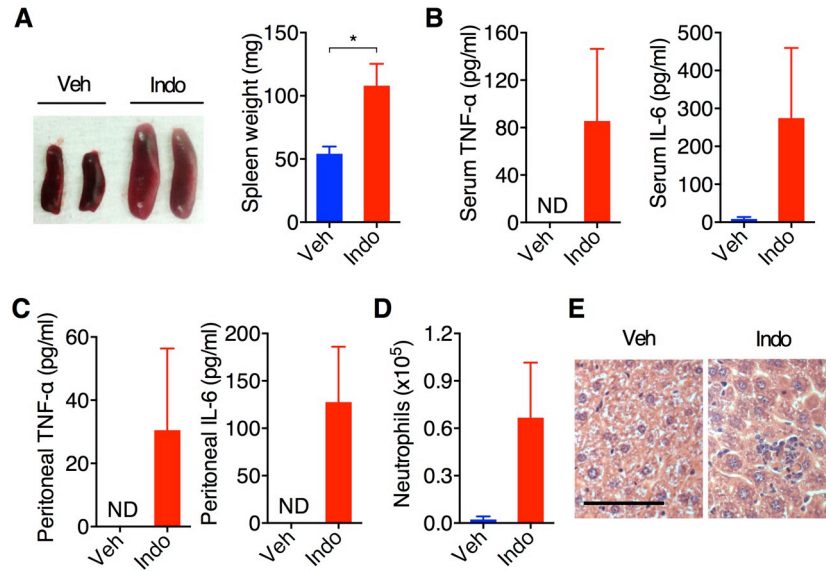 A
Veh Indo
Spleen weight (mg)
150
100
50
0
*
Veh Indo
B
Serum TNF-α (pg/ml)
160
120
80
40
0
ND
Veh Indo
Serum IL-6 (pg/ml)
500
400
300
200
100
0
Veh Indo
C
Peritoneal TNF-α (pg/ml)
60
40
20
0
ND
Veh Indo
Peritoneal IL-6 (pg/ml)
200
150
100
50
0
ND
Veh Indo
D
Neutrophils (x10⁵)
1.2
0.9
0.6
0.3
0.0
Veh Indo
E
Veh Indo